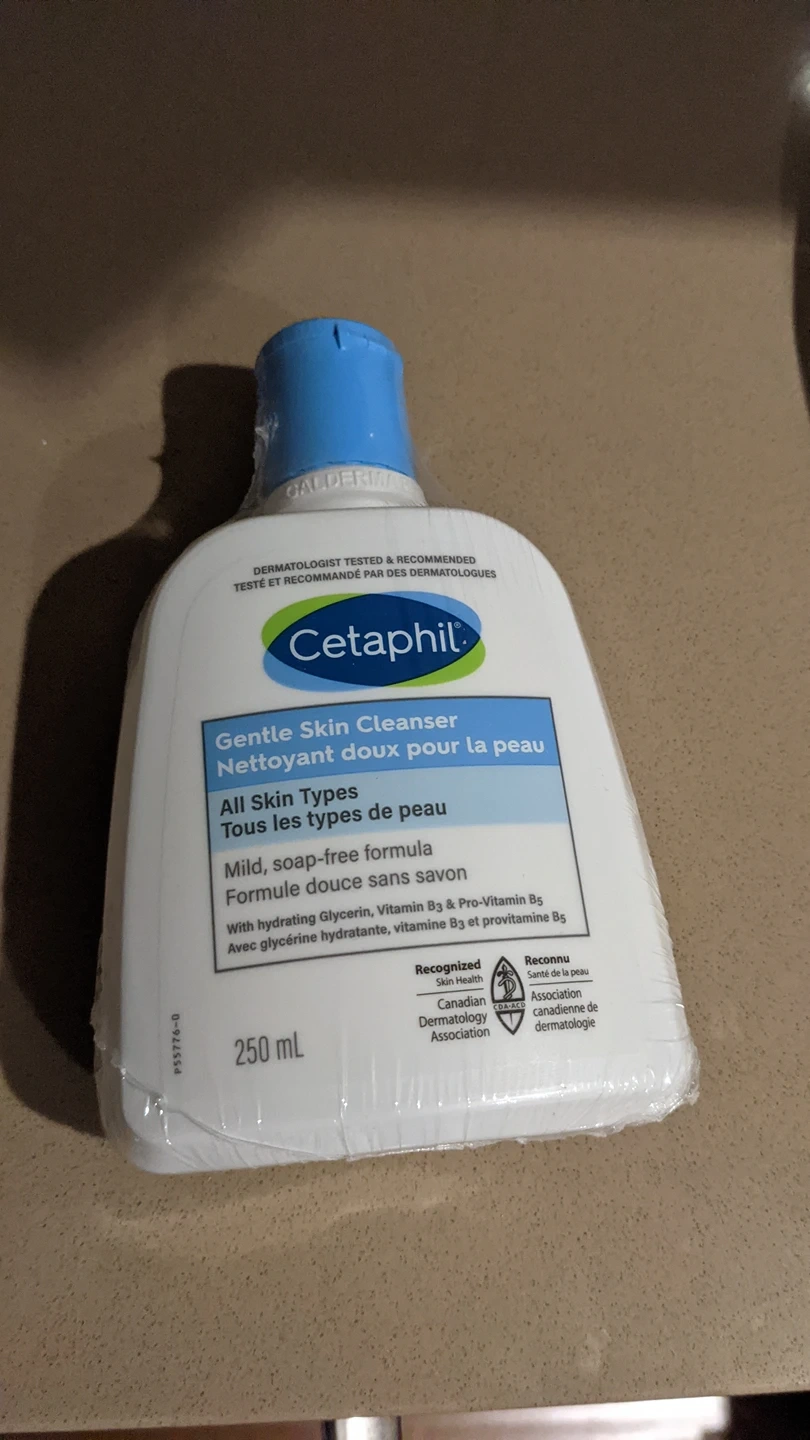 GALDERMA
DERMATOLOGIST TESTED & RECOMMENDED
TESTÉ ET RECOMMANDÉ PAR DES DERMATOLOGUES
Cetaphil®
Gentle Skin Cleanser
Nettoyant doux pour la peau
All Skin Types
Tous les types de peau
Mild, soap-free formula
Formule douce sans savon
With hydrating Glycerin, Vitamin B3 & Pro-Vitamin B5
Avec glycérine hydratante, vitamine B3 et provitamine B5
Recognized
Skin Health
Canadian
Dermatology
Association
CDA-ACD
Reconnu
Santé de la peau
Association
canadienne de
dermatologie
250 mL
P55776-0